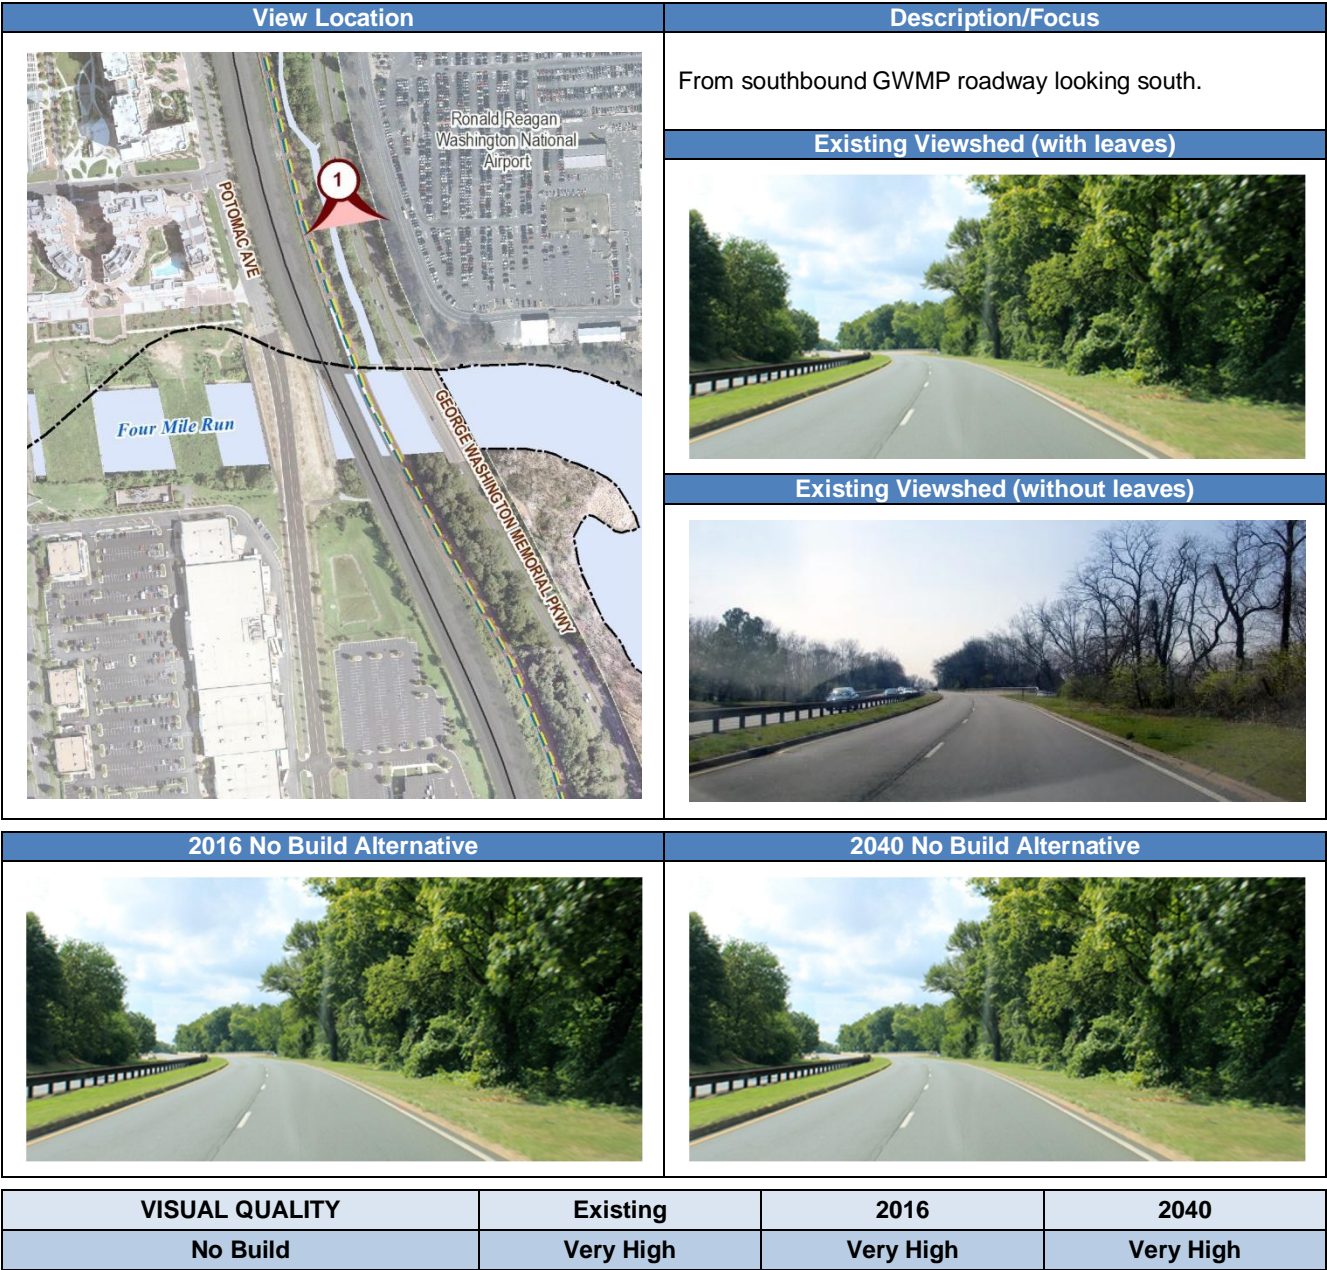 View Location
Description/Focus
From southbound GWMP roadway looking south.
Ronald Reagan
Washington National
Airport
1
POTOMAC AVE
Four Mile Run
GEORGE WASHINGTON MEMORIAL PKWY
Existing Viewshed (with leaves)
Existing Viewshed (without leaves)
2016 No Build Alternative
2040 No Build Alternative
VISUAL QUALITY Existing 2016 2040
No Build Very High Very High Very High